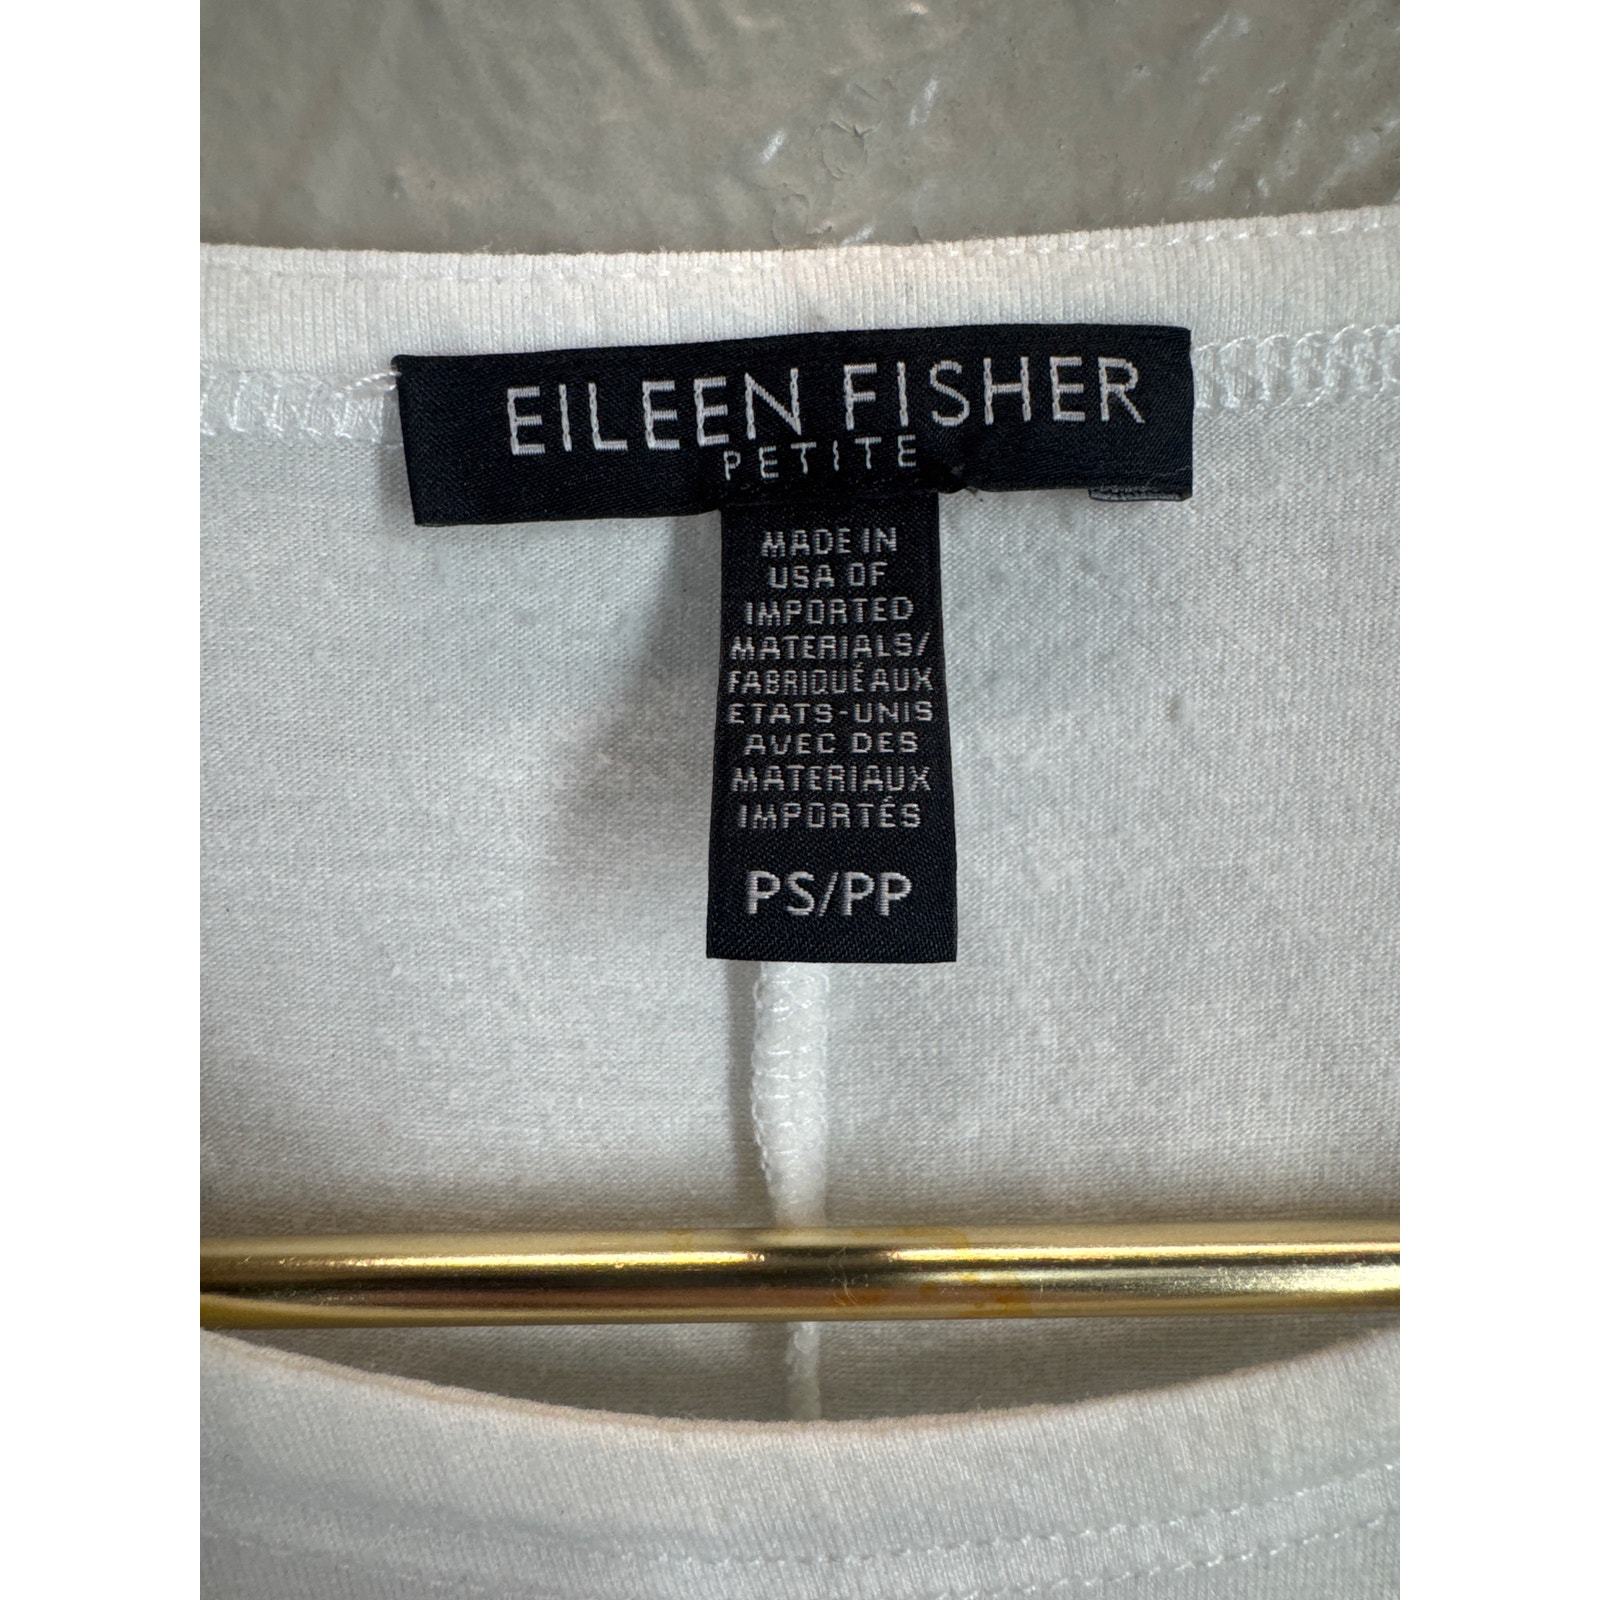 EILEEN FISHER
PETITE
MADE IN
USA OF
IMPORTED
MATERIALS/
FABRIQUÉ AUX
ETATS-UNIS
AVEC DES
MATERIAUX
IMPORTÉS
PS/PP